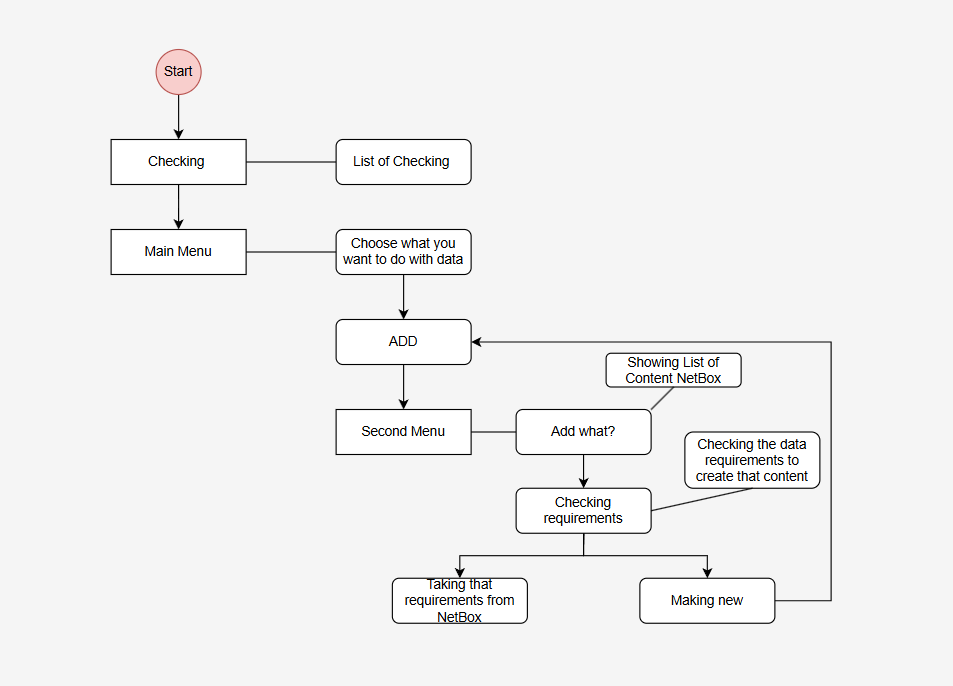 Start
Checking
List of Checking
Main Menu
Choose what you
want to do with data
ADD
Showing List of
Content NetBox
Second Menu
Add what?
Checking the data
requirements to
create that content
Checking
requirements
Taking that
requirements from
NetBox
Making new